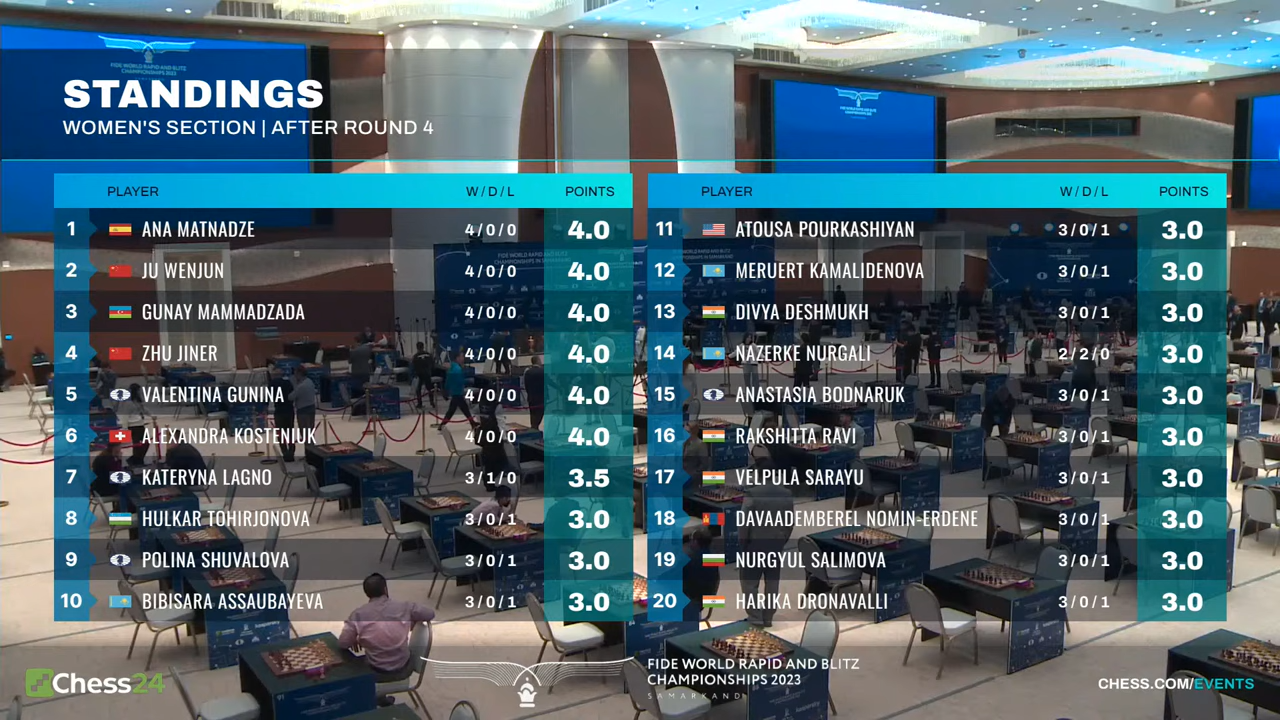 STANDINGS
WOMEN'S SECTION | AFTER ROUND 4
PLAYER W / D / L POINTS
1 ANA MATNADZE 4/0/0 4.0
2 JU WENJUN 4/0/0 4.0
3 GUNAY MAMMADZADA 4/0/0 4.0
4 ZHU JINER 4/0/0 4.0
5 VALENTINA GUNINA 4/0/0 4.0
6 ALEXANDRA KOSTENIUK 4/0/0 4.0
7 KATERYNA LAGNO 3/1/0 3.5
8 HULKAR TOHIRJONOVA 3/0/1 3.0
9 POLINA SHUVALOVA 3/0/1 3.0
10 BIBISARA ASSAUBAYEVA 3/0/1 3.0
PLAYER W / D / L POINTS
11 ATOUSA POURKASHIYAN 3/0/1 3.0
12 MERUERT KAMALIDENOVA 3/0/1 3.0
13 DIVYA DESHMUKH 3/0/1 3.0
14 NAZERKE NURGALI 2/2/0 3.0
15 ANASTASIA BODNARUK 3/0/1 3.0
16 RAKSHITTA RAVI 3/0/1 3.0
17 VELPULA SARAYU 3/0/1 3.0
18 DAVAADEMBEREL NOMIN-ERDENE 3/0/1 3.0
19 NURGYUL SALIMOVA 3/0/1 3.0
20 HARIKA DRONAVALLI 3/0/1 3.0
FIDE WORLD RAPID AND BLITZ
CHAMPIONSHIPS 2023
Chess24
FIDE WORLD RAPID AND BLITZ
CHAMPIONSHIPS 2023
SAMARKAND
CHESS.COM/EVENTS